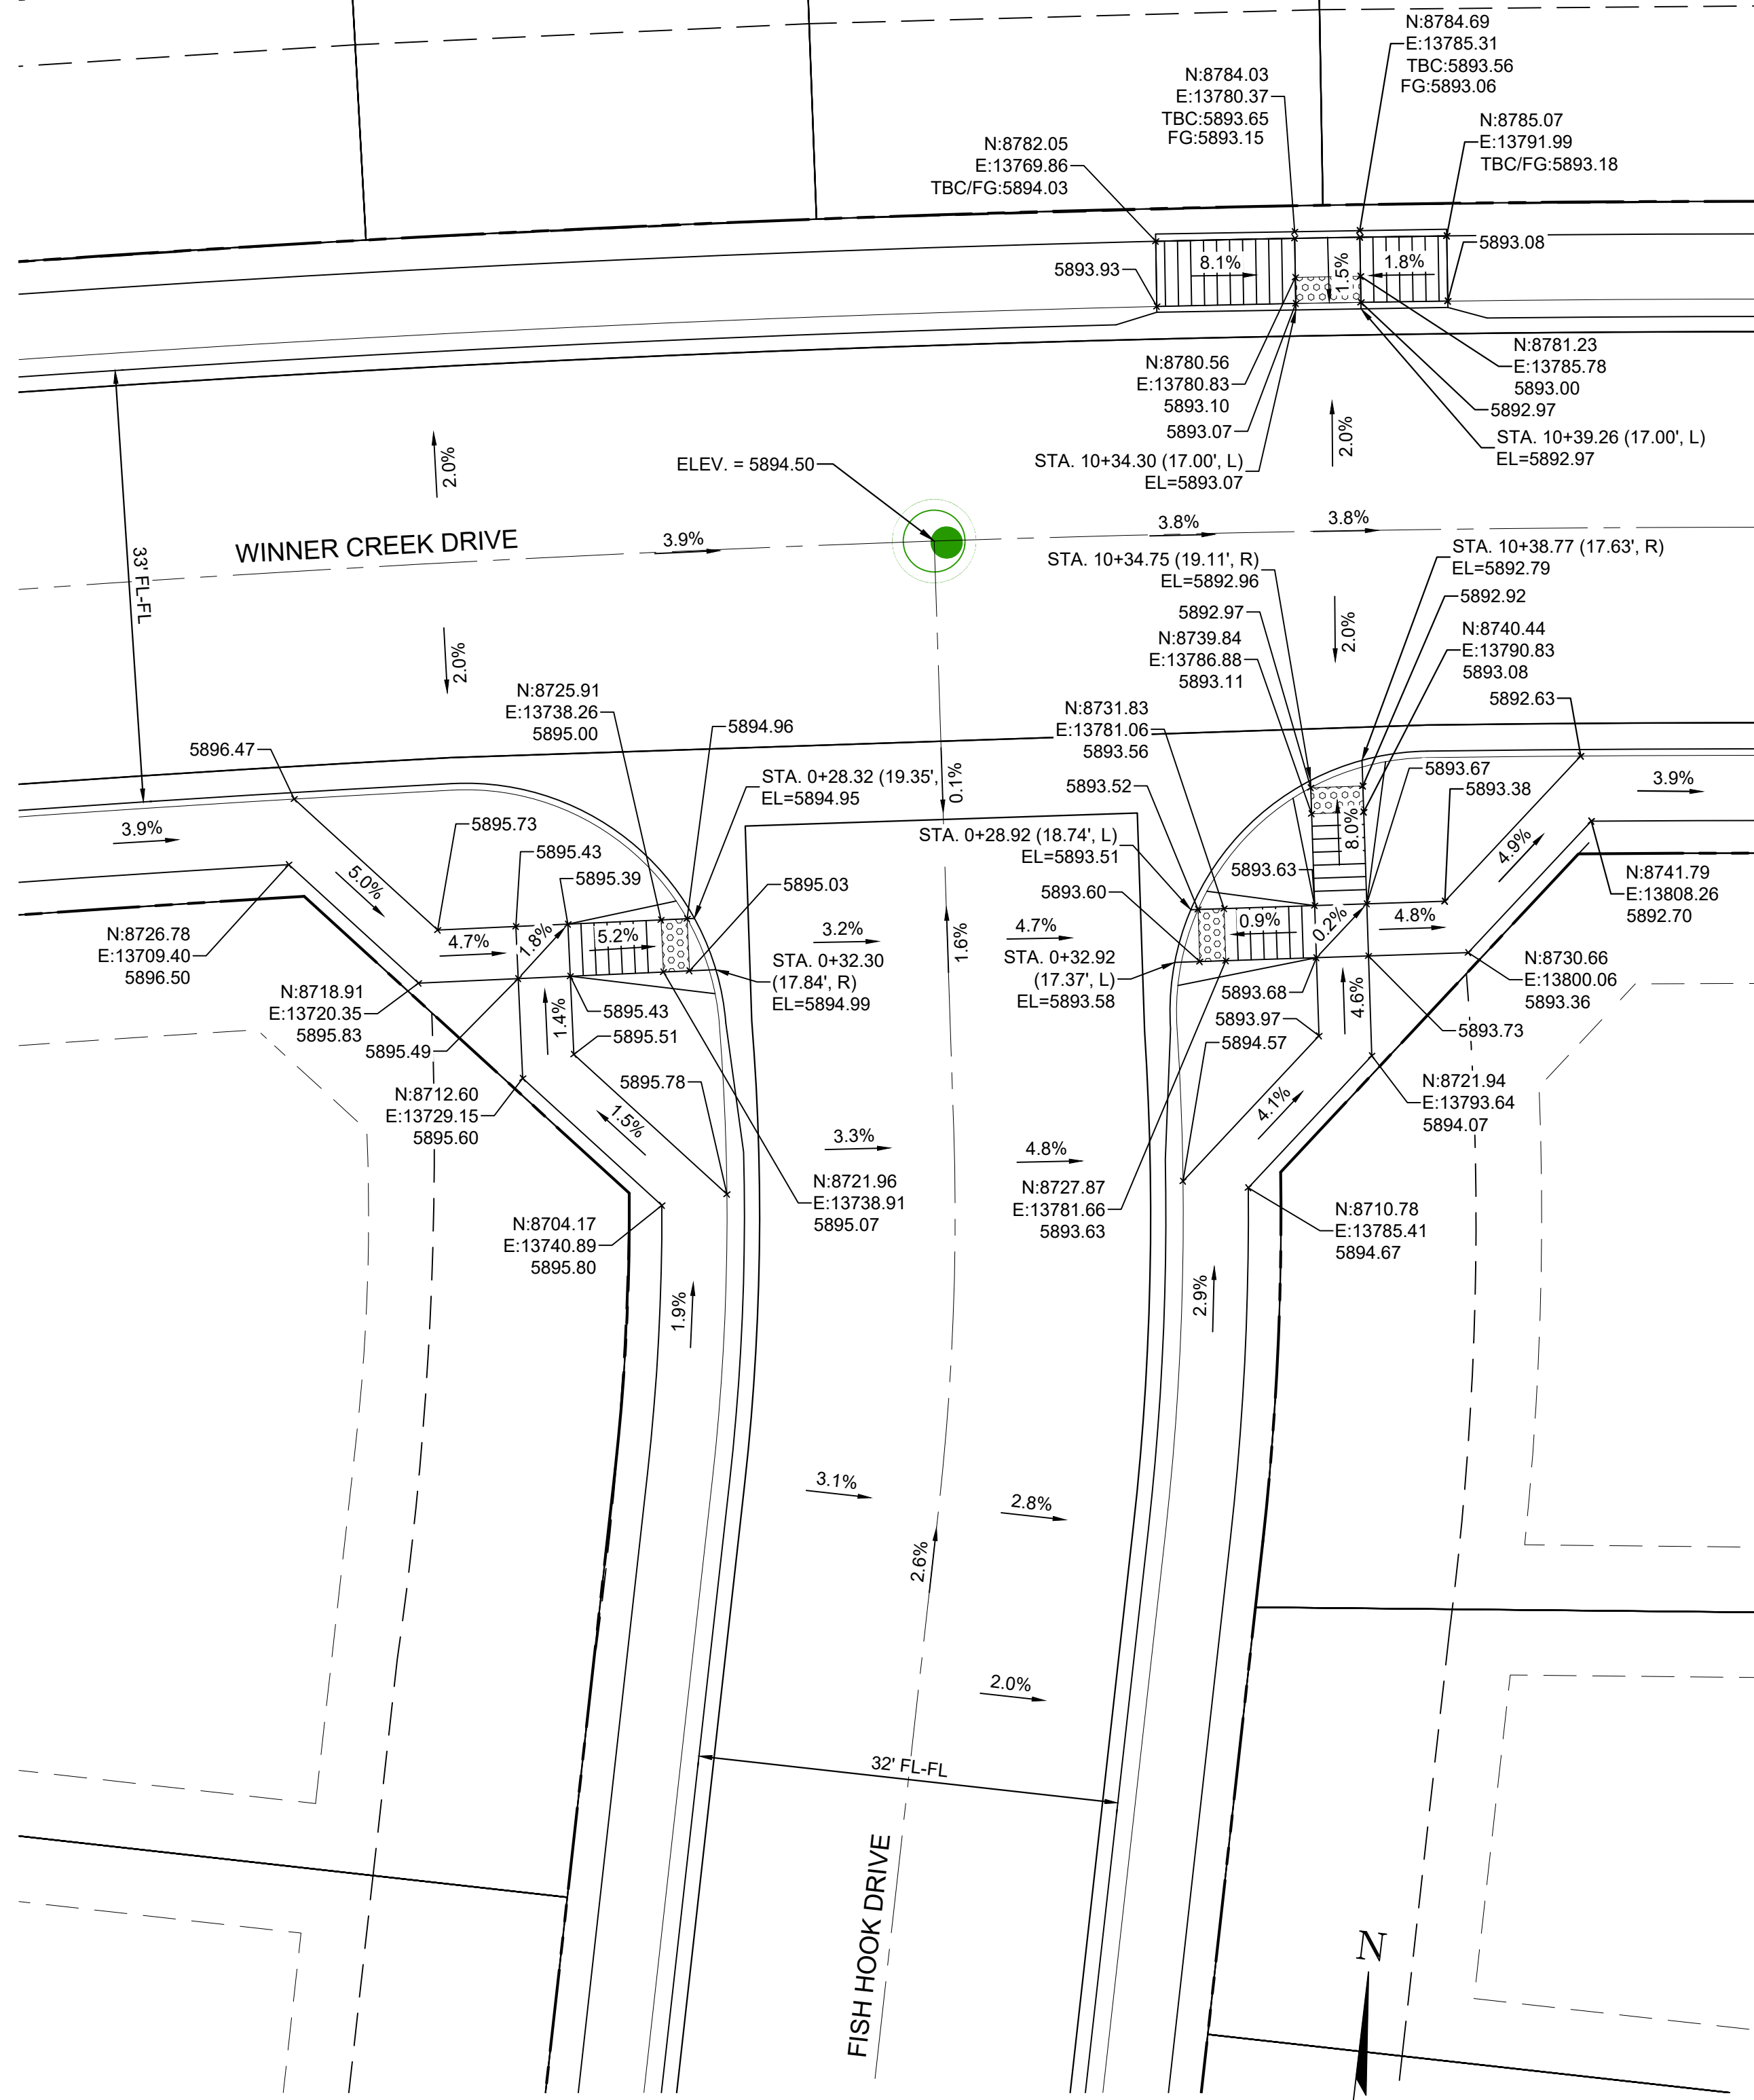 N:8784.69
E:13785.31
TBC:5893.56
FG:5893.06
N:8784.03
E:13780.37
TBC:5893.65
FG:5893.15
N:8785.07
E:13791.99
TBC/FG:5893.18
N:8782.05
E:13769.86
TBC/FG:5894.03
5893.08
8.1%
1.5%
1.8%
5893.93
N:8780.56
E:13780.83
5893.10
5893.07
N:8781.23
E:13785.78
5893.00
5892.97
STA. 10+39.26 (17.00', L)
EL=5892.97
STA. 10+34.30 (17.00', L)
EL=5893.07
2.0%
2.0%
ELEV. = 5894.50
WINNER CREEK DRIVE
3.9%
3.8%
3.8%
33' FL-FL
STA. 10+34.75 (19.11', R)
EL=5892.96
STA. 10+38.77 (17.63', R)
EL=5892.79
5892.97
5892.92
2.0%
2.0%
N:8739.84
E:13786.88
5893.11
N:8740.44
E:13790.83
5893.08
5892.63
N:8725.91
E:13738.26
5895.00
5894.96
N:8731.83
E:13781.06
5893.56
5896.47
STA. 0+28.32 (19.35',
EL=5894.95
0.1%
5893.52
5893.67
5893.38
3.9%
3.9%
5895.73
5895.43
5895.39
STA. 0+28.92 (18.74', L)
EL=5893.51
8.0%
4.9%
5893.63
5.0%
5895.03
5893.60
N:8741.79
E:13808.26
5892.70
N:8726.78
E:13709.40
5896.50
4.7%
1.8%
5.2%
3.2%
1.6%
4.7%
0.9%
0.2%
4.8%
STA. 0+32.30
(17.84', R)
EL=5894.99
STA. 0+32.92
(17.37', L)
EL=5893.58
N:8730.66
E:13800.06
5893.36
N:8718.91
E:13720.35
5895.83
1.4%
5895.43
5895.51
5893.68
4.6%
5893.97
5893.73
5894.57
5895.49
N:8712.60
E:13729.15
5895.60
5895.78
1.5%
4.1%
N:8721.94
E:13793.64
5894.07
3.3%
4.8%
N:8721.96
E:13738.91
5895.07
N:8727.87
E:13781.66
5893.63
N:8704.17
E:13740.89
5895.80
N:8710.78
E:13785.41
5894.67
1.9%
2.9%
3.1%
2.8%
2.6%
2.0%
32' FL-FL
FISH HOOK DRIVE
N